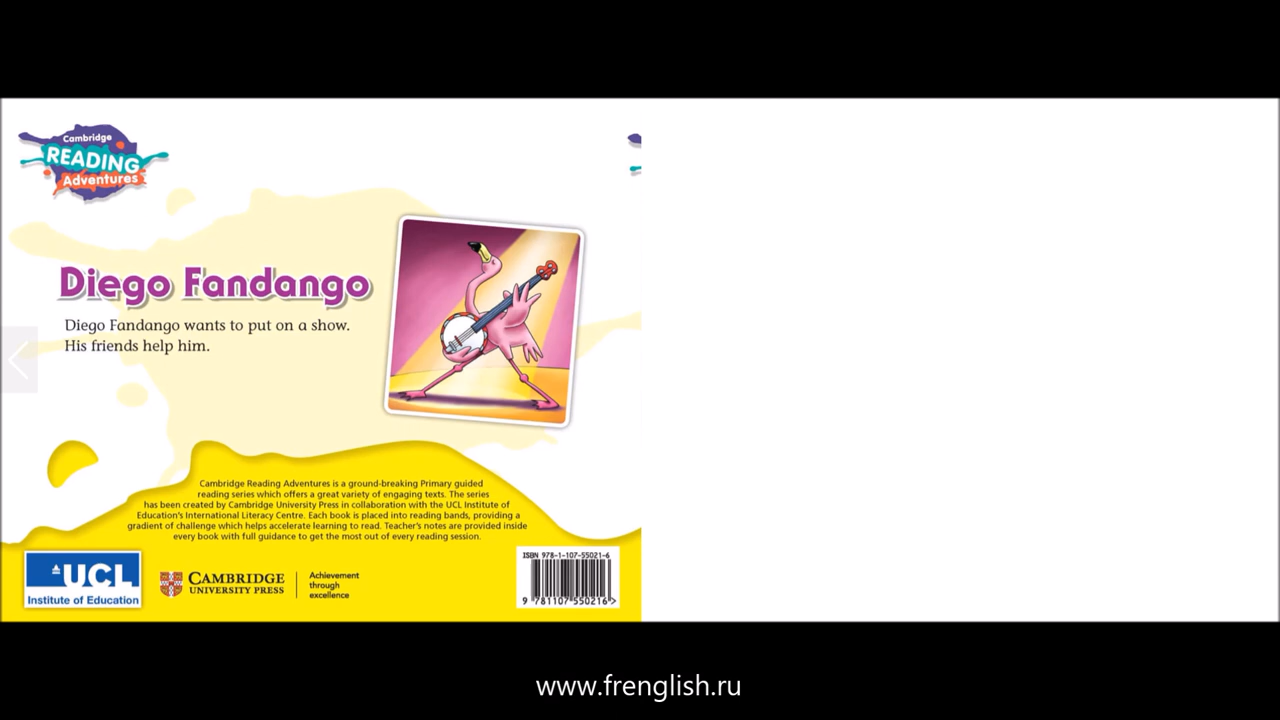 Cambridge
READING
Adventures
Diego Fandango
Diego Fandango wants to put on a show.
His friends help him.
Cambridge Reading Adventures is a ground-breaking Primary guided
reading series which offers a great variety of engaging texts. The series
has been created by Cambridge University Press in collaboration with the UCL Institute of
Education's International Literacy Centre. Each book is placed into reading bands, providing a
gradient of challenge which helps accelerate learning to read. Teacher's notes are provided inside
every book with full guidance to get the most out of every reading session.
UCL
Institute of Education
CAMBRIDGE
UNIVERSITY PRESS
Achievement
through
excellence
ISBN 978-1-107-55021-6
9 781107 550216 >
www.frenglish.ru